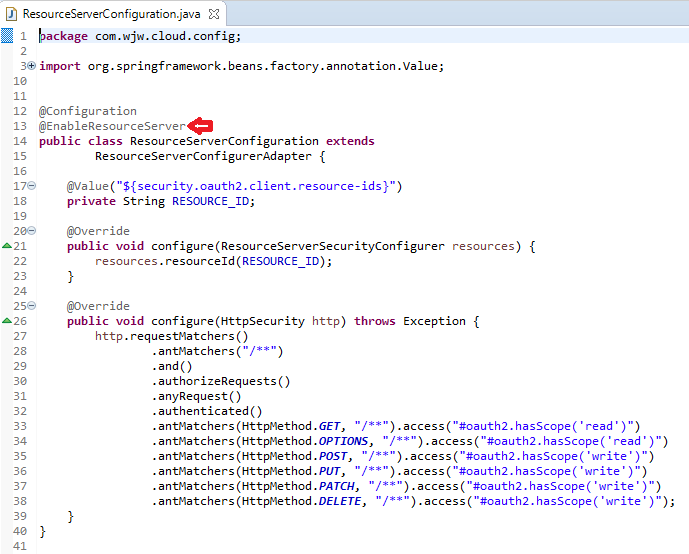 ResourceServerConfiguration.java
1 package com.wjw.cloud.config;
2
3 import org.springframework.beans.factory.annotation.Value;
10
11
12 @Configuration
13 @EnableResourceServer
14 public class ResourceServerConfiguration extends
15         ResourceServerConfigurerAdapter {
16
17     @Value("${security.oauth2.client.resource-ids}")
18     private String RESOURCE_ID;
19
20     @Override
21     public void configure(ResourceServerSecurityConfigurer resources) {
22         resources.resourceId(RESOURCE_ID);
23     }
24
25     @Override
26     public void configure(HttpSecurity http) throws Exception {
27         http.requestMatchers()
28                 .antMatchers("/**")
29                 .and()
30                 .authorizeRequests()
31                 .anyRequest()
32                 .authenticated()
33                 .antMatchers(HttpMethod.GET, "/**").access("#oauth2.hasScope('read')")
34                 .antMatchers(HttpMethod.OPTIONS, "/**").access("#oauth2.hasScope('read')")
35                 .antMatchers(HttpMethod.POST, "/**").access("#oauth2.hasScope('write')")
36                 .antMatchers(HttpMethod.PUT, "/**").access("#oauth2.hasScope('write')")
37                 .antMatchers(HttpMethod.PATCH, "/**").access("#oauth2.hasScope('write')")
38                 .antMatchers(HttpMethod.DELETE, "/**").access("#oauth2.hasScope('write')");
39     }
40 }
41